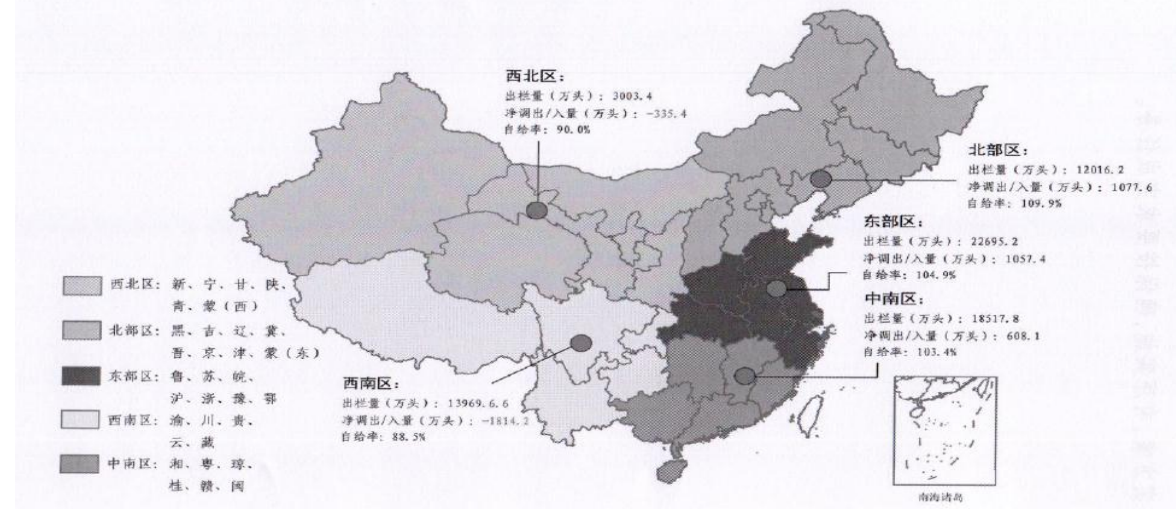 西北区:
出栏量(万头): 3003.4
净调出/入量(万头): -335.4
自给率: 90.0%
北部区:
出栏量(万头): 12016.2
净调出/入量(万头): 1077.6
自给率: 109.9%
东部区:
出栏量(万头): 22695.2
净调出/入量(万头): 1057.4
自给率: 104.9%
中南区:
出栏量(万头): 18517.8
净调出/入量(万头): 608.1
自给率: 103.4%
西南区:
出栏量(万头): 13969.6.6
净调出/入量(万头): -1814.2
自给率: 88.5%
西北区: 新、宁、甘、陕、
青、蒙(西)
北部区: 黑、吉、辽、冀、
晋、京、津、蒙(东)
东部区: 鲁、苏、皖、
沪、浙、豫、鄂
西南区: 渝、川、贵、
云、藏
中南区: 湘、粤、琼、
桂、赣、闽
南海诸岛